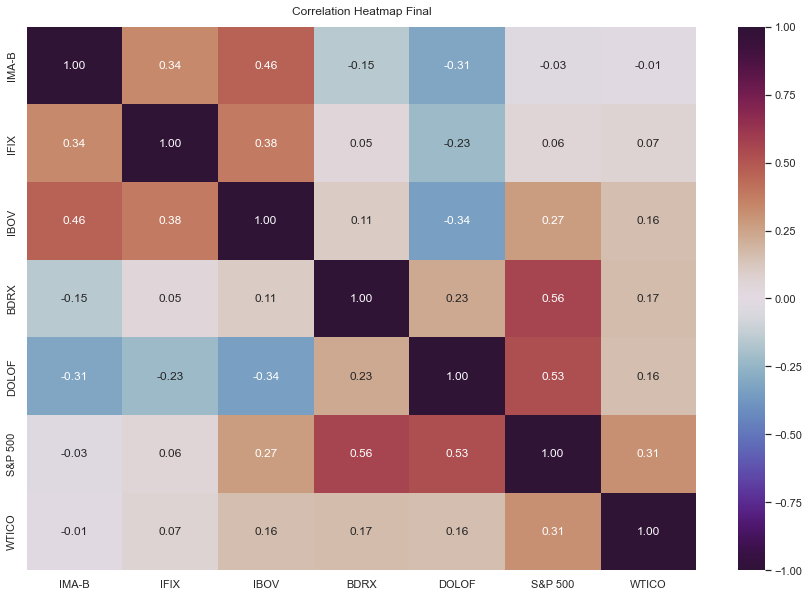 Correlation Heatmap Final
IMA-B 1.00 0.34 0.46 -0.15 -0.31 -0.03 -0.01
IFIX 0.34 1.00 0.38 0.05 -0.23 0.06 0.07
IBOV 0.46 0.38 1.00 0.11 -0.34 0.27 0.16
BDRX -0.15 0.05 0.11 1.00 0.23 0.56 0.17
DOLOF -0.31 -0.23 -0.34 0.23 1.00 0.53 0.16
S&P 500 -0.03 0.06 0.27 0.56 0.53 1.00 0.31
WTICO -0.01 0.07 0.16 0.17 0.16 0.31 1.00
IMA-B IFIX IBOV BDRX DOLOF S&P 500 WTICO
1.00
0.75
0.50
0.25
0.00
−0.25
−0.50
−0.75
−1.00